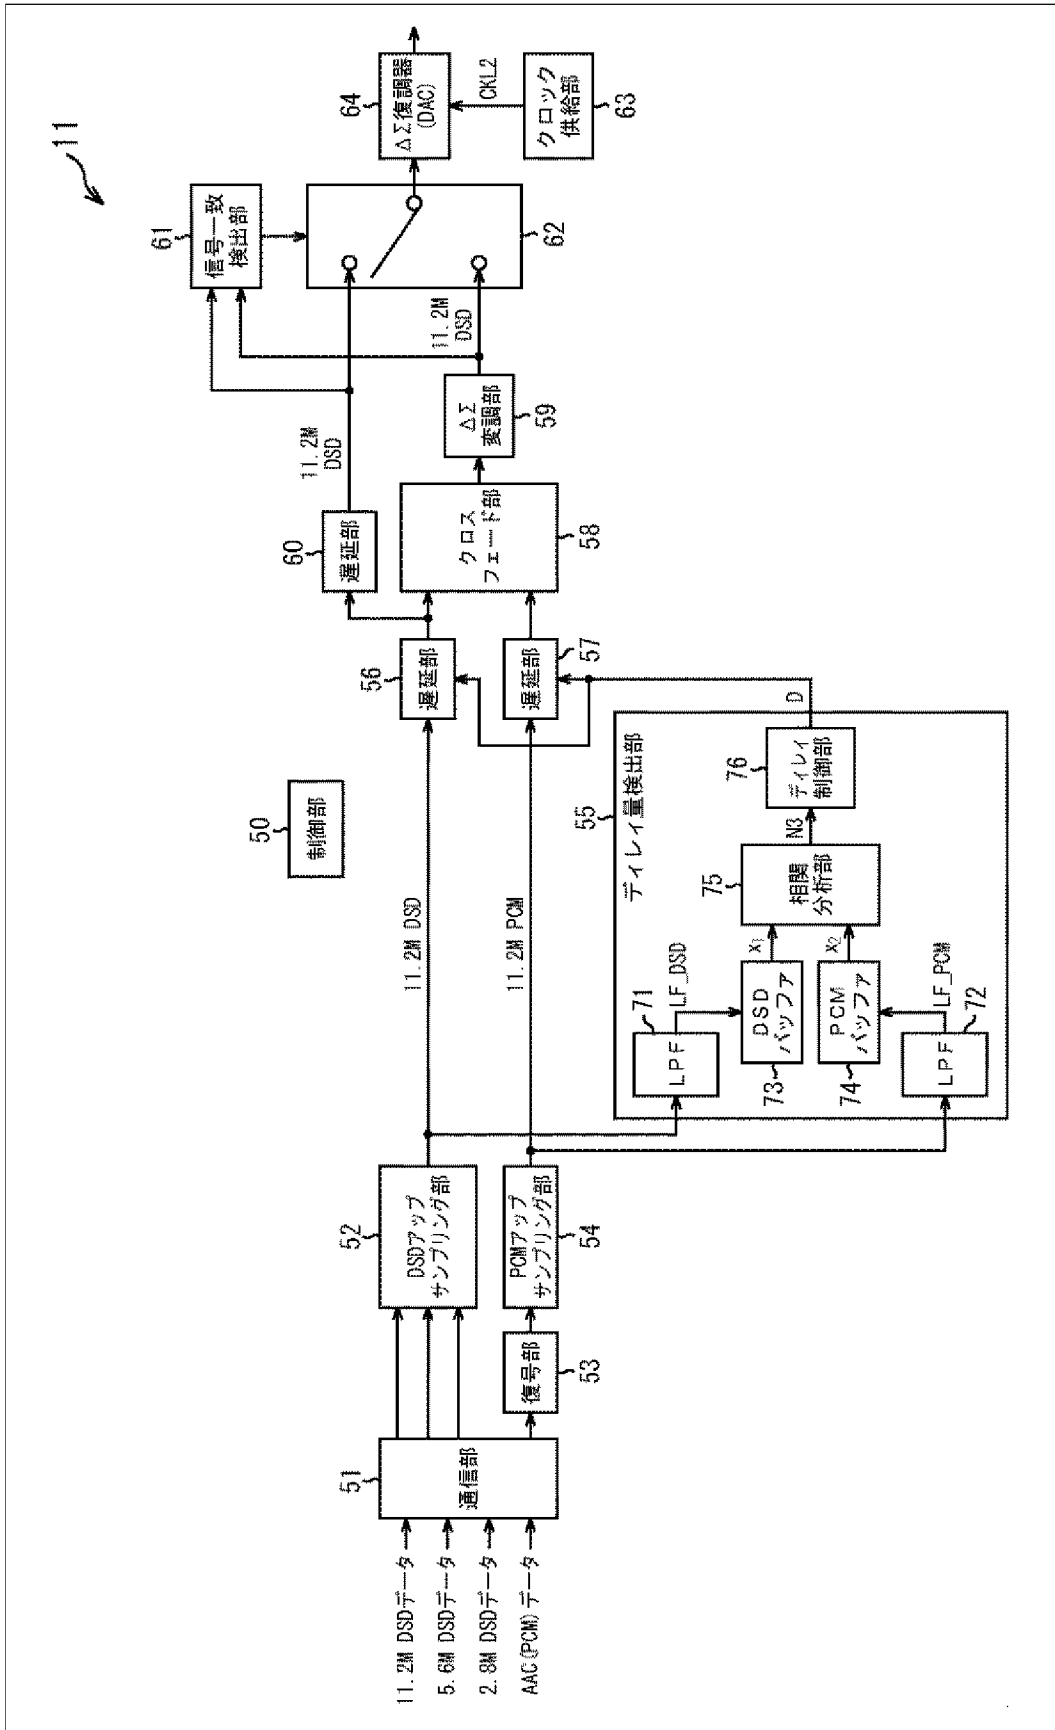 11
11.2M DSDデータ
5.6M DSDデータ
2.8M DSDデータ
AAC(PCM)データ
51
通信部
52
DSDアップ
サンプリング部
53
復号部
54
PCMアップ
サンプリング部
50
制御部
11.2M DSD
11.2M PCM
55
ディレイ量検出部
71
LPF
LF_DSD
72
LPF
LF_PCM
73
DSD
バッファ
74
PCM
バッファ
X1
X2
75
相関
分析部
N3
76
ディレイ
制御部
D
56
遅延部
57
遅延部
58
クロス
フェード部
59
ΔΣ
変調部
60
遅延部
11.2M
DSD
11.2M
DSD
61
信号一致
検出部
62
63
クロック
供給部
CKL2
64
ΔΣ復調器
(DAC)